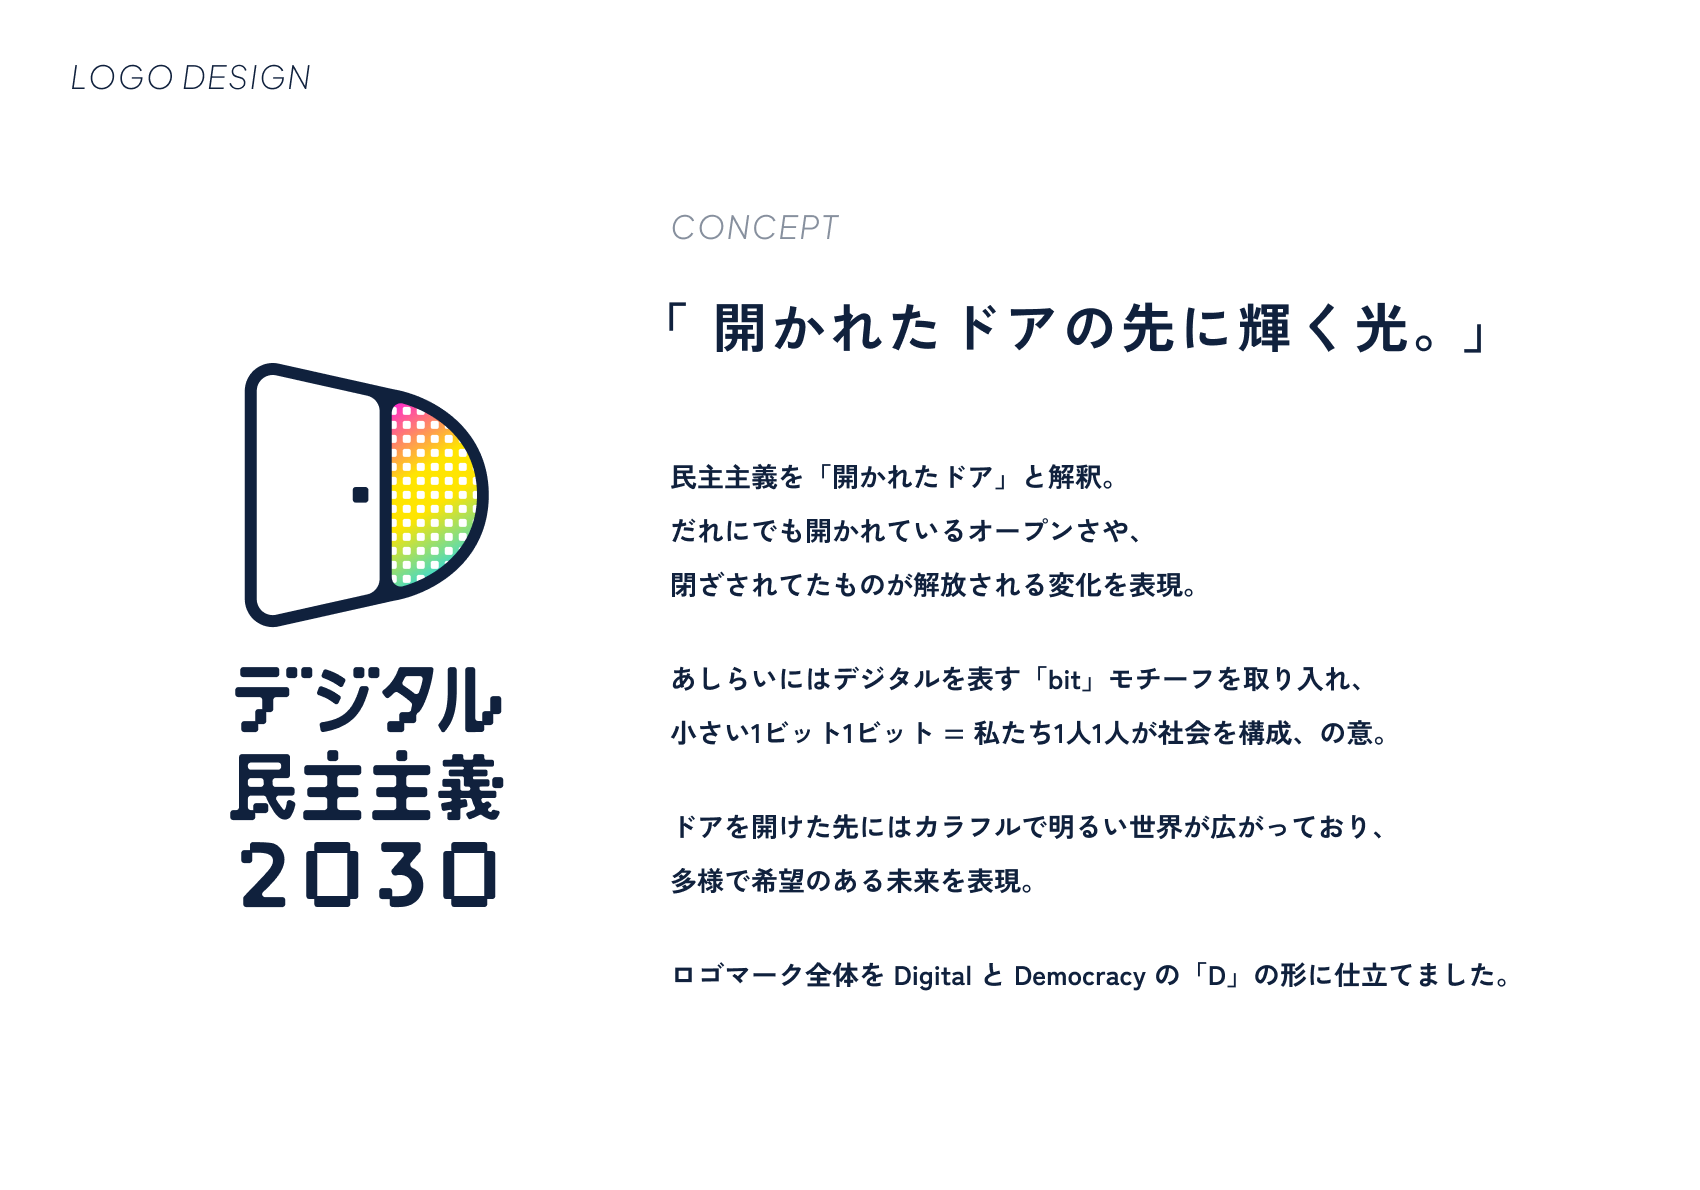 LOGO DESIGN
CONCEPT
「開かれたドアの先に輝く光。」
民主主義を「開かれたドア」と解釈。
だれにでも開かれているオープンさや、
閉ざされてたものが解放される変化を表現。
あしらいにはデジタルを表す「bit」モチーフを取り入れ、
小さい1ビット1ビット = 私たち1人1人が社会を構成、の意。
ドアを開けた先にはカラフルで明るい世界が広がっており、
多様で希望のある未来を表現。
ロゴマーク全体を Digital と Democracy の「D」の形に仕立てました。
デジタル
民主主義
2030